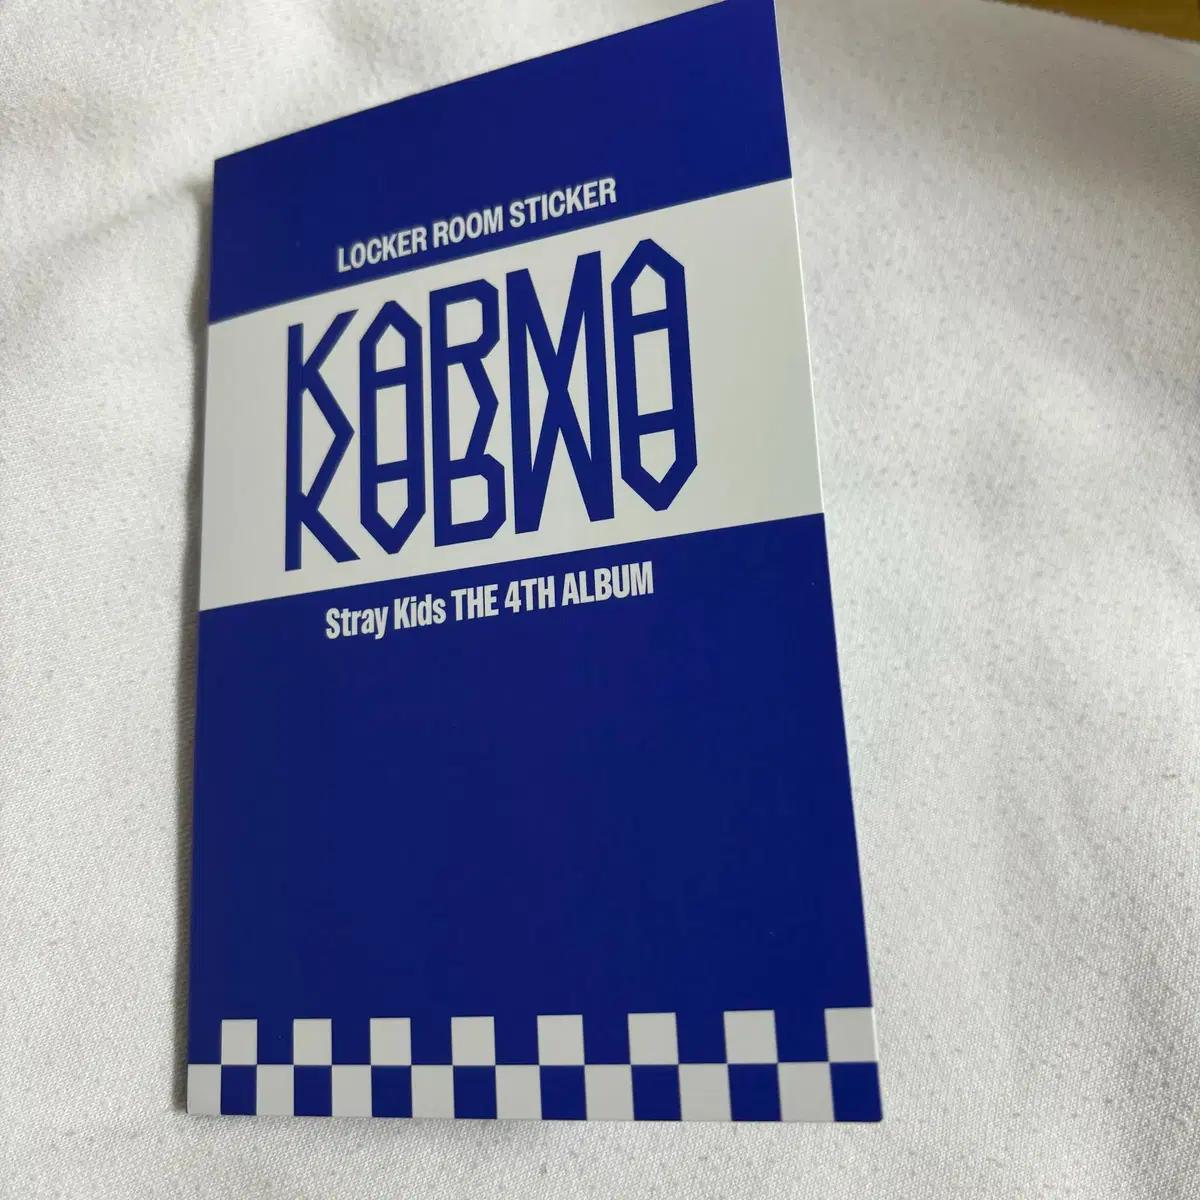 LOCKER ROOM STICKER
KARMA
Stray Kids THE 4TH ALBUM